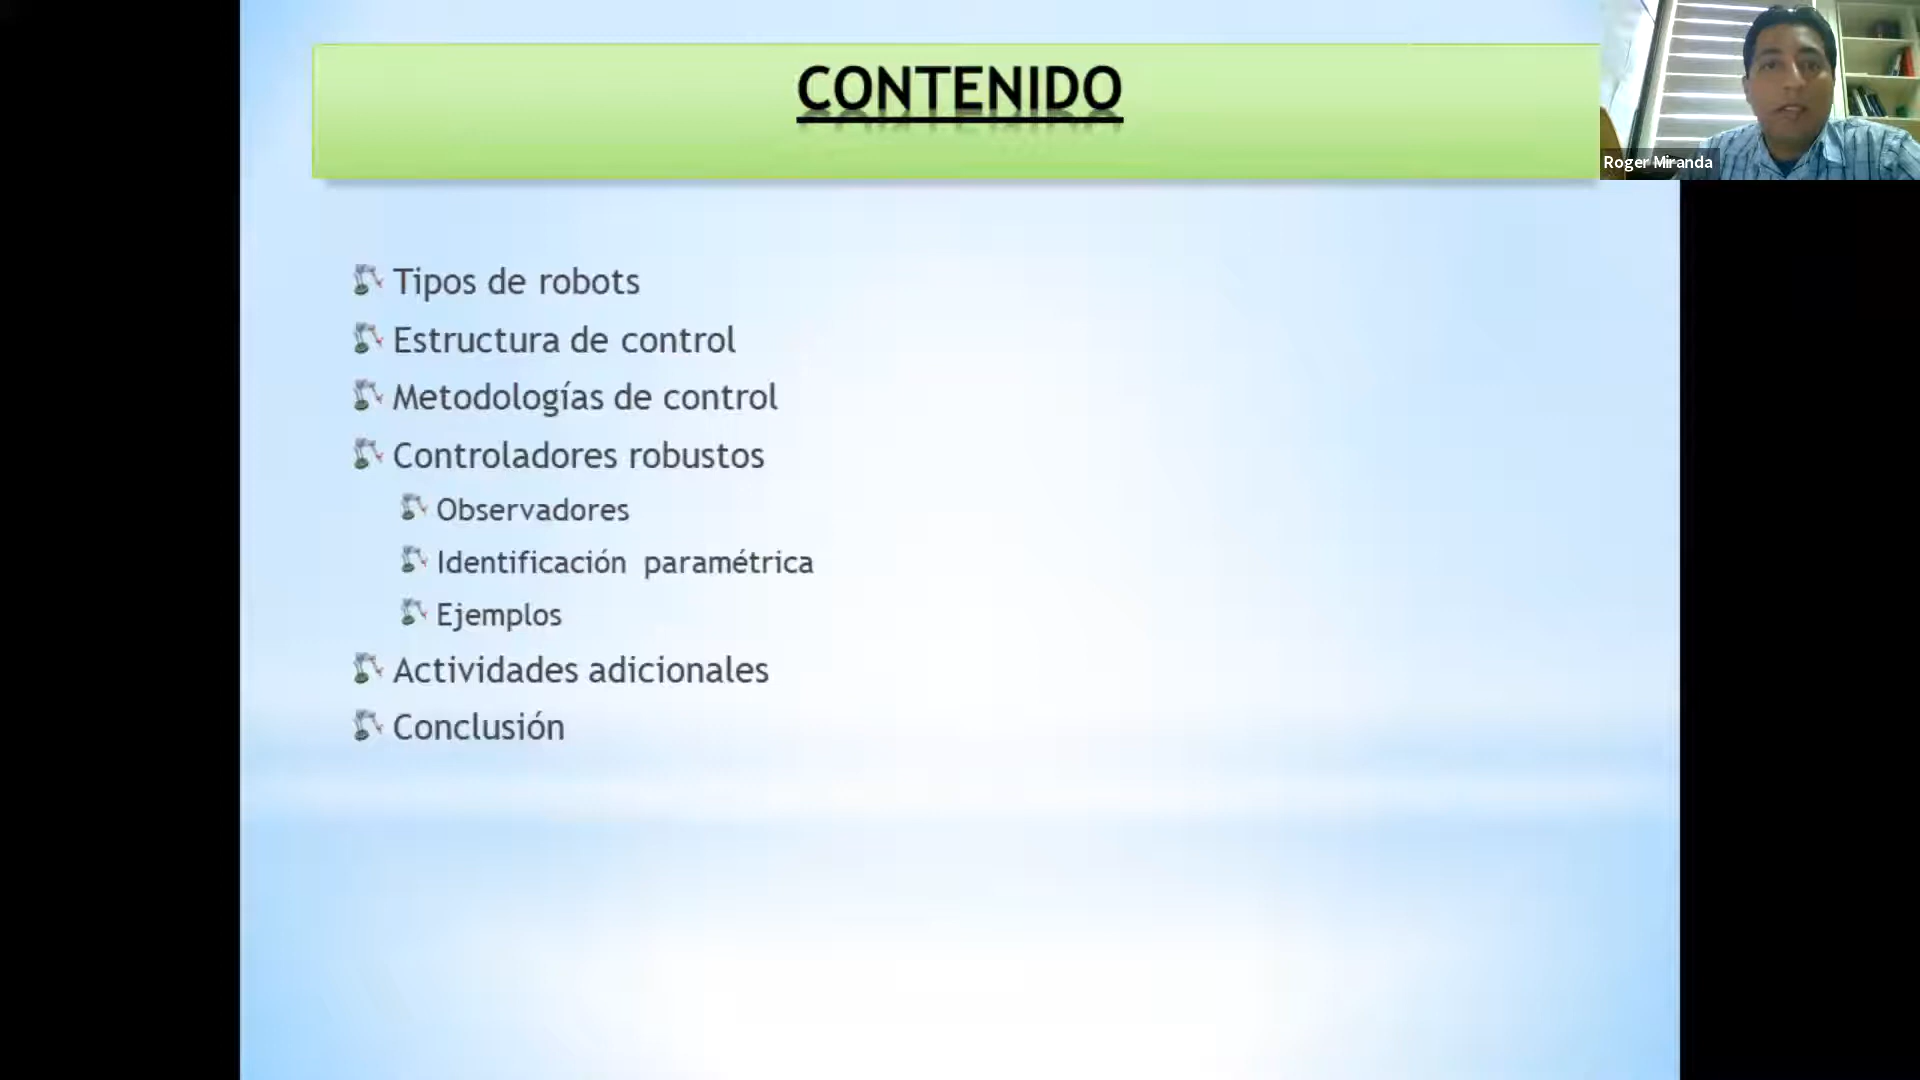 CONTENIDO
Roger Miranda
Tipos de robots
Estructura de control
Metodologías de control
Controladores robustos
Observadores
Identificación paramétrica
Ejemplos
Actividades adicionales
Conclusión